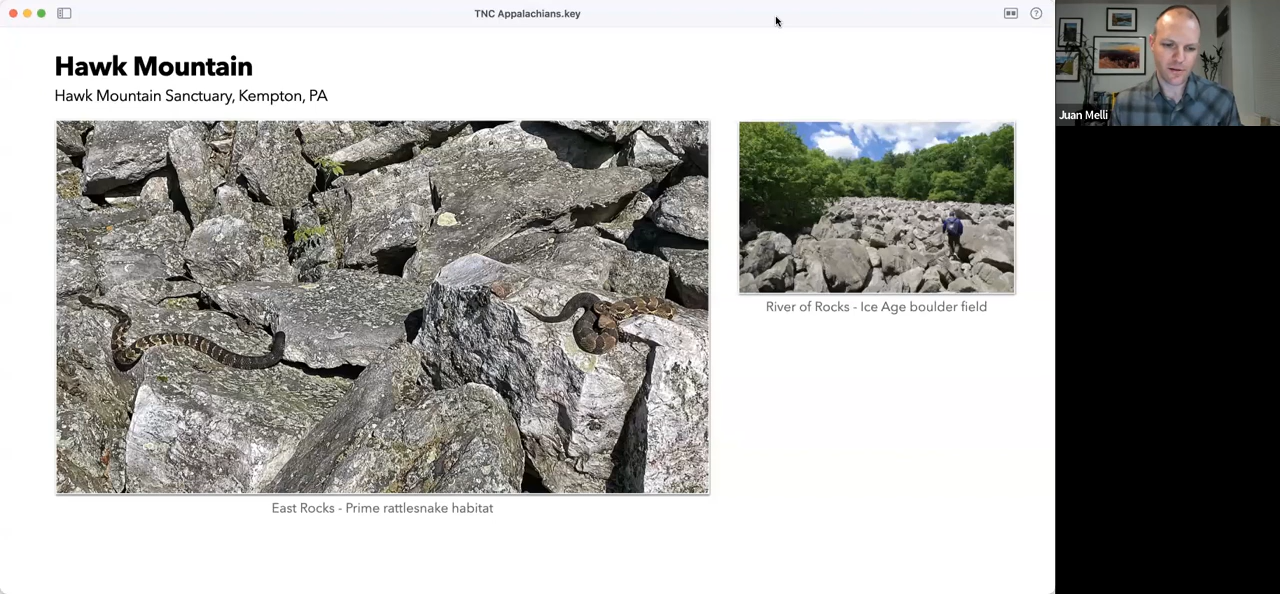 TNC Appalachians.key
Hawk Mountain
Hawk Mountain Sanctuary, Kempton, PA
East Rocks - Prime rattlesnake habitat
River of Rocks - Ice Age boulder field
Juan Melli